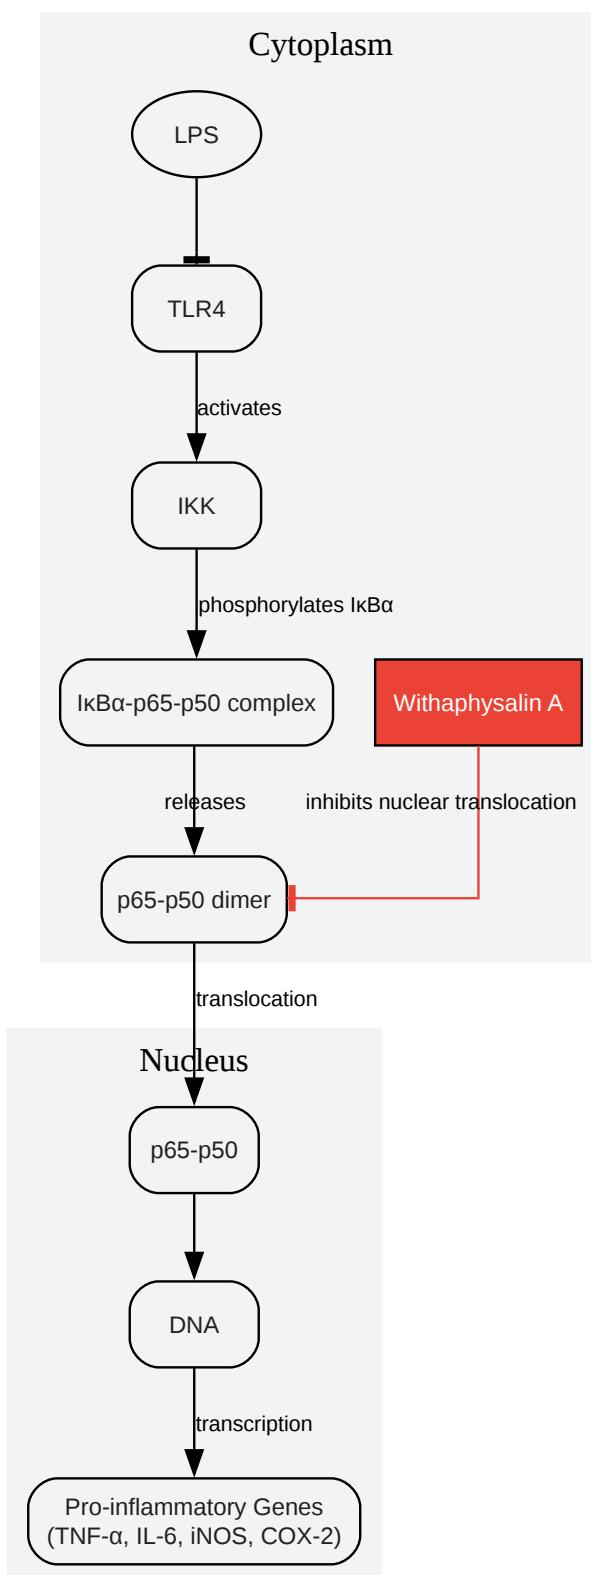 Cytoplasm
LPS
TLR4
activates
IKK
phosphorylates IκBα
IκBα-p65-p50 complex
Withaphysalin A
releases
inhibits nuclear translocation
p65-p50 dimer
translocation
Nucleus
p65-p50
DNA
transcription
Pro-inflammatory Genes
(TNF-α, IL-6, iNOS, COX-2)